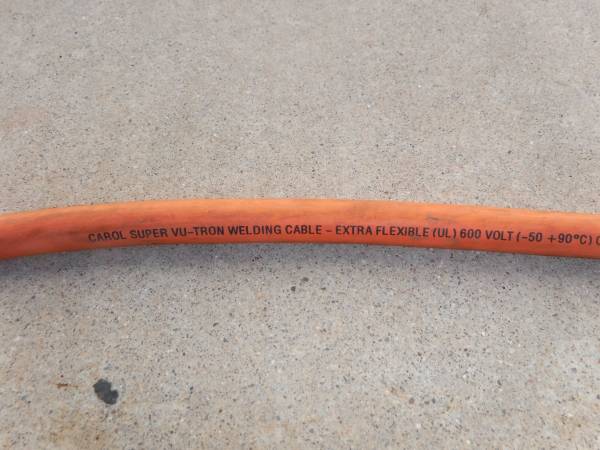 CAROL SUPER VU-TRON WELDING CABLE - EXTRA FLEXIBLE (UL) 600 VOLT (-50 +90°C)